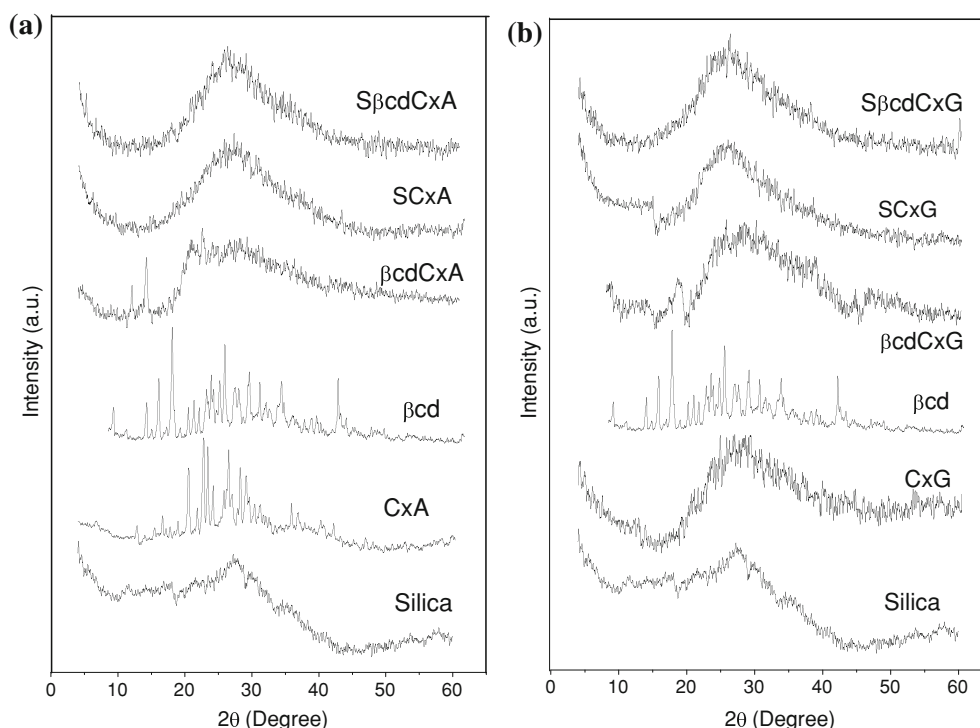 (a)
Intensity (a.u.)
SβcdCxA
SCxA
βcdCxA
βcd
CxA
Silica
0 10 20 30 40 50 60
2θ (Degree)
(b)
Intensity (a.u.)
SβcdCxG
SCxG
βcdCxG
βcd
CxG
Silica
0 10 20 30 40 50 60
2θ (Degree)